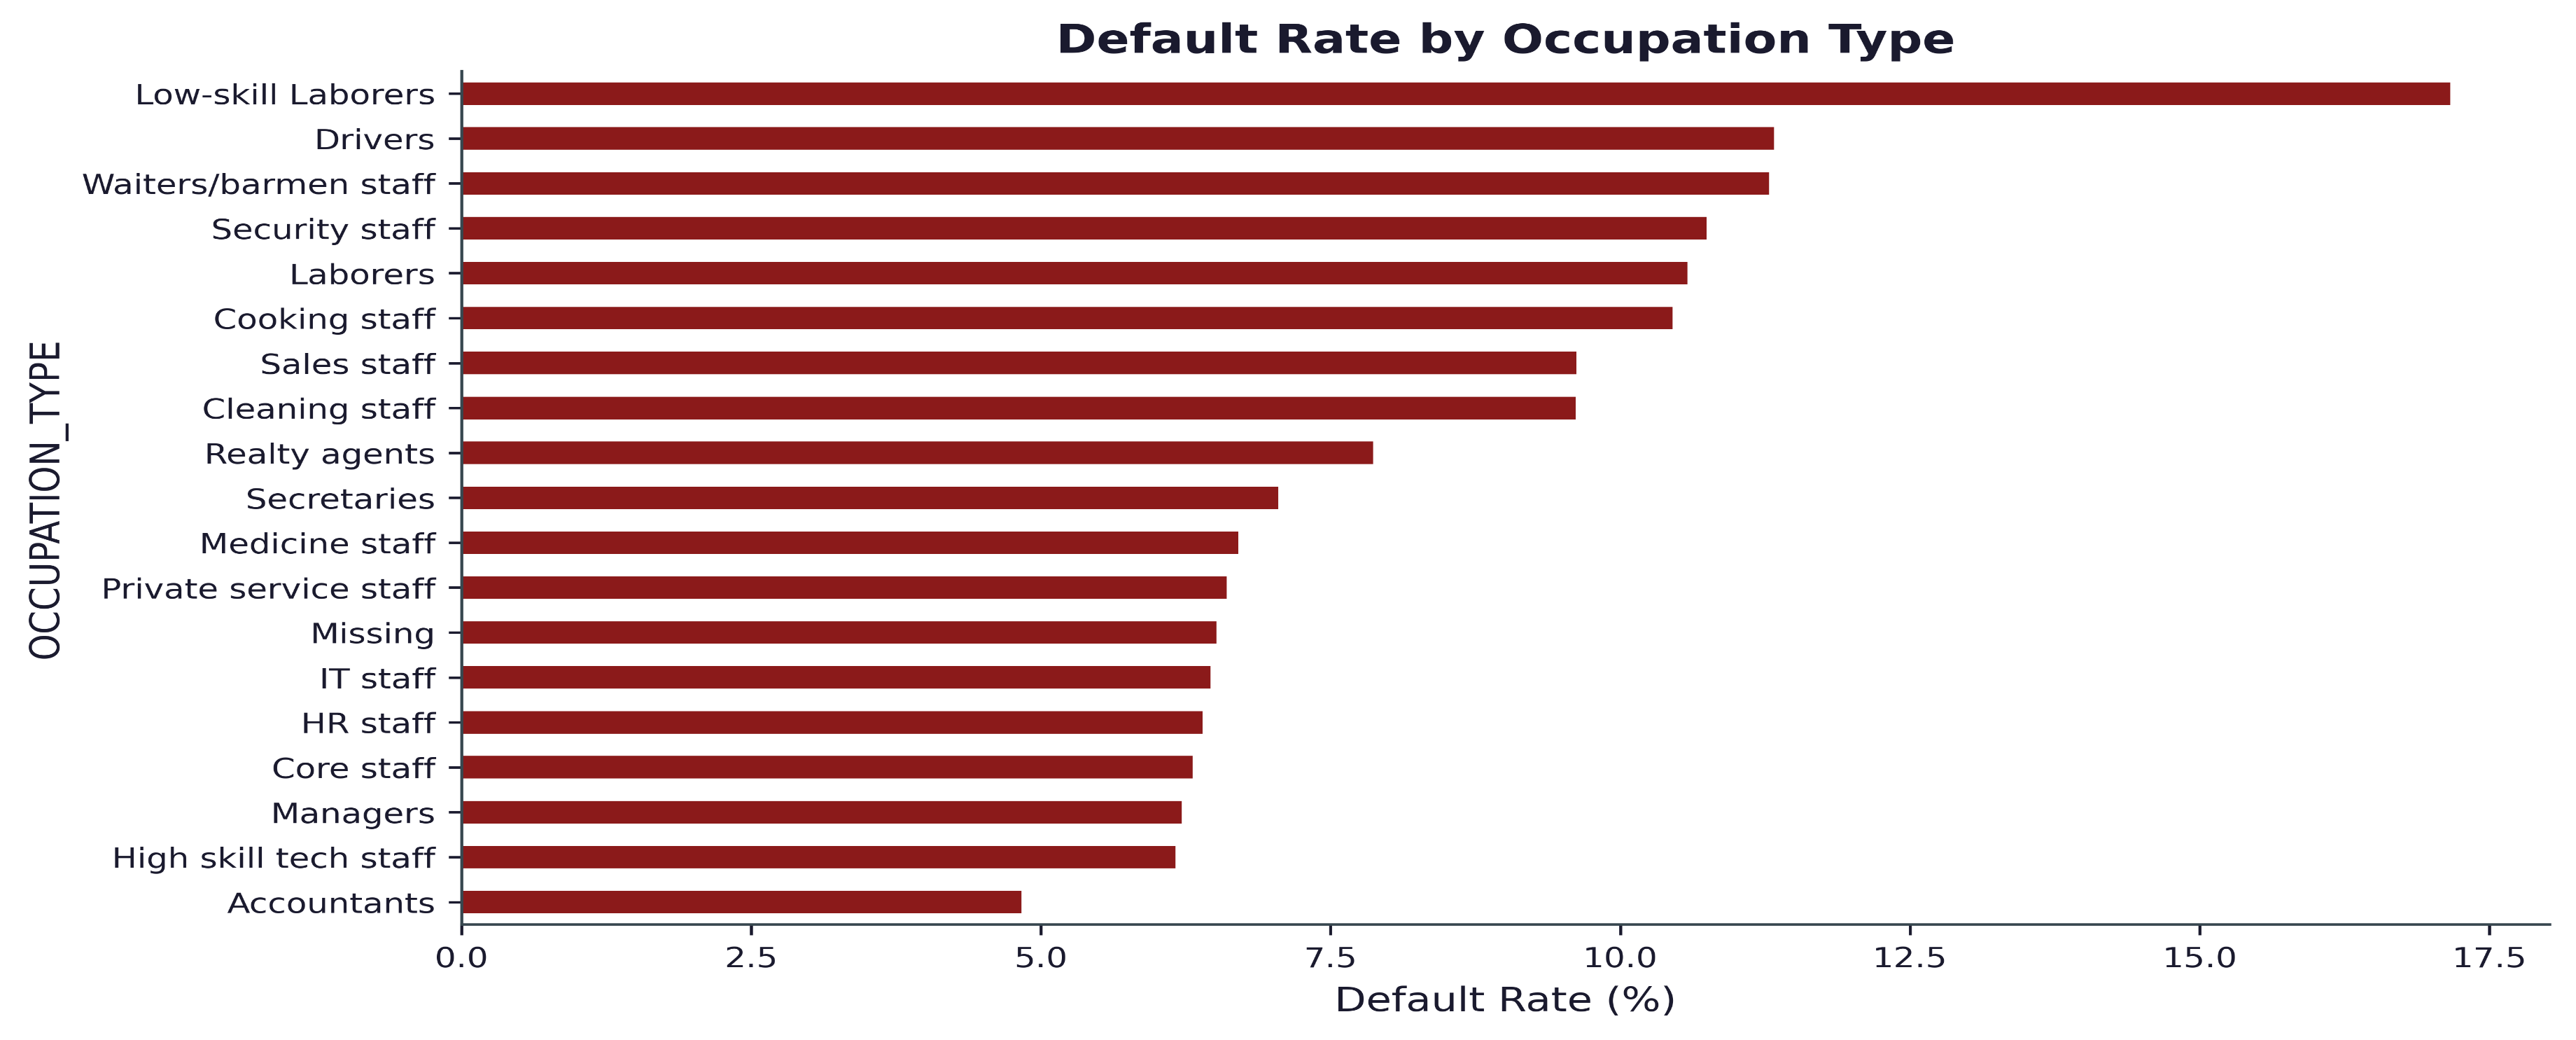 Default Rate by Occupation Type
OCCUPATION_TYPE
Low-skill Laborers
Drivers
Waiters/barmen staff
Security staff
Laborers
Cooking staff
Sales staff
Cleaning staff
Realty agents
Secretaries
Medicine staff
Private service staff
Missing
IT staff
HR staff
Core staff
Managers
High skill tech staff
Accountants
0.0 2.5 5.0 7.5 10.0 12.5 15.0 17.5
Default Rate (%)